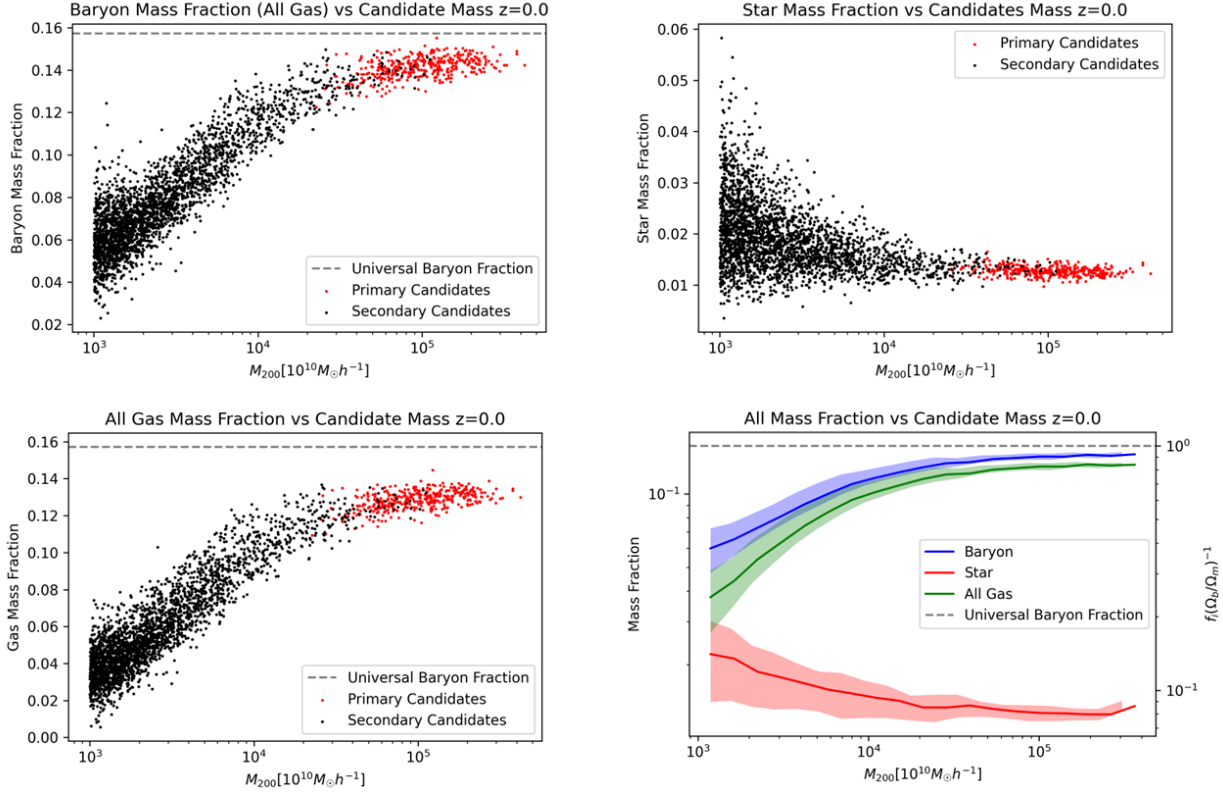 Baryon Mass Fraction (All Gas) vs Candidate Mass z=0.0
0.16
0.14
0.12
0.10
0.08
0.06
0.04
0.02
Baryon Mass Fraction
Universal Baryon Fraction
Primary Candidates
Secondary Candidates
10³
10⁴
10⁵
M₂₀₀[10¹⁰M☉h⁻¹]
Star Mass Fraction vs Candidates Mass z=0.0
0.06
0.05
0.04
0.03
0.02
0.01
Star Mass Fraction
Primary Candidates
Secondary Candidates
10³
10⁴
10⁵
M₂₀₀[10¹⁰M☉h⁻¹]
All Gas Mass Fraction vs Candidate Mass z=0.0
0.16
0.14
0.12
0.10
0.08
0.06
0.04
0.02
0.00
Gas Mass Fraction
Universal Baryon Fraction
Primary Candidates
Secondary Candidates
10³
10⁴
10⁵
M₂₀₀[10¹⁰M☉h⁻¹]
All Mass Fraction vs Candidate Mass z=0.0
10⁻¹
Mass Fraction
Baryon
Star
All Gas
Universal Baryon Fraction
10⁰
10⁻¹
fᵢ(Ω_b/Ω_m)⁻¹
10³
10⁴
10⁵
M₂₀₀[10¹⁰M☉h⁻¹]